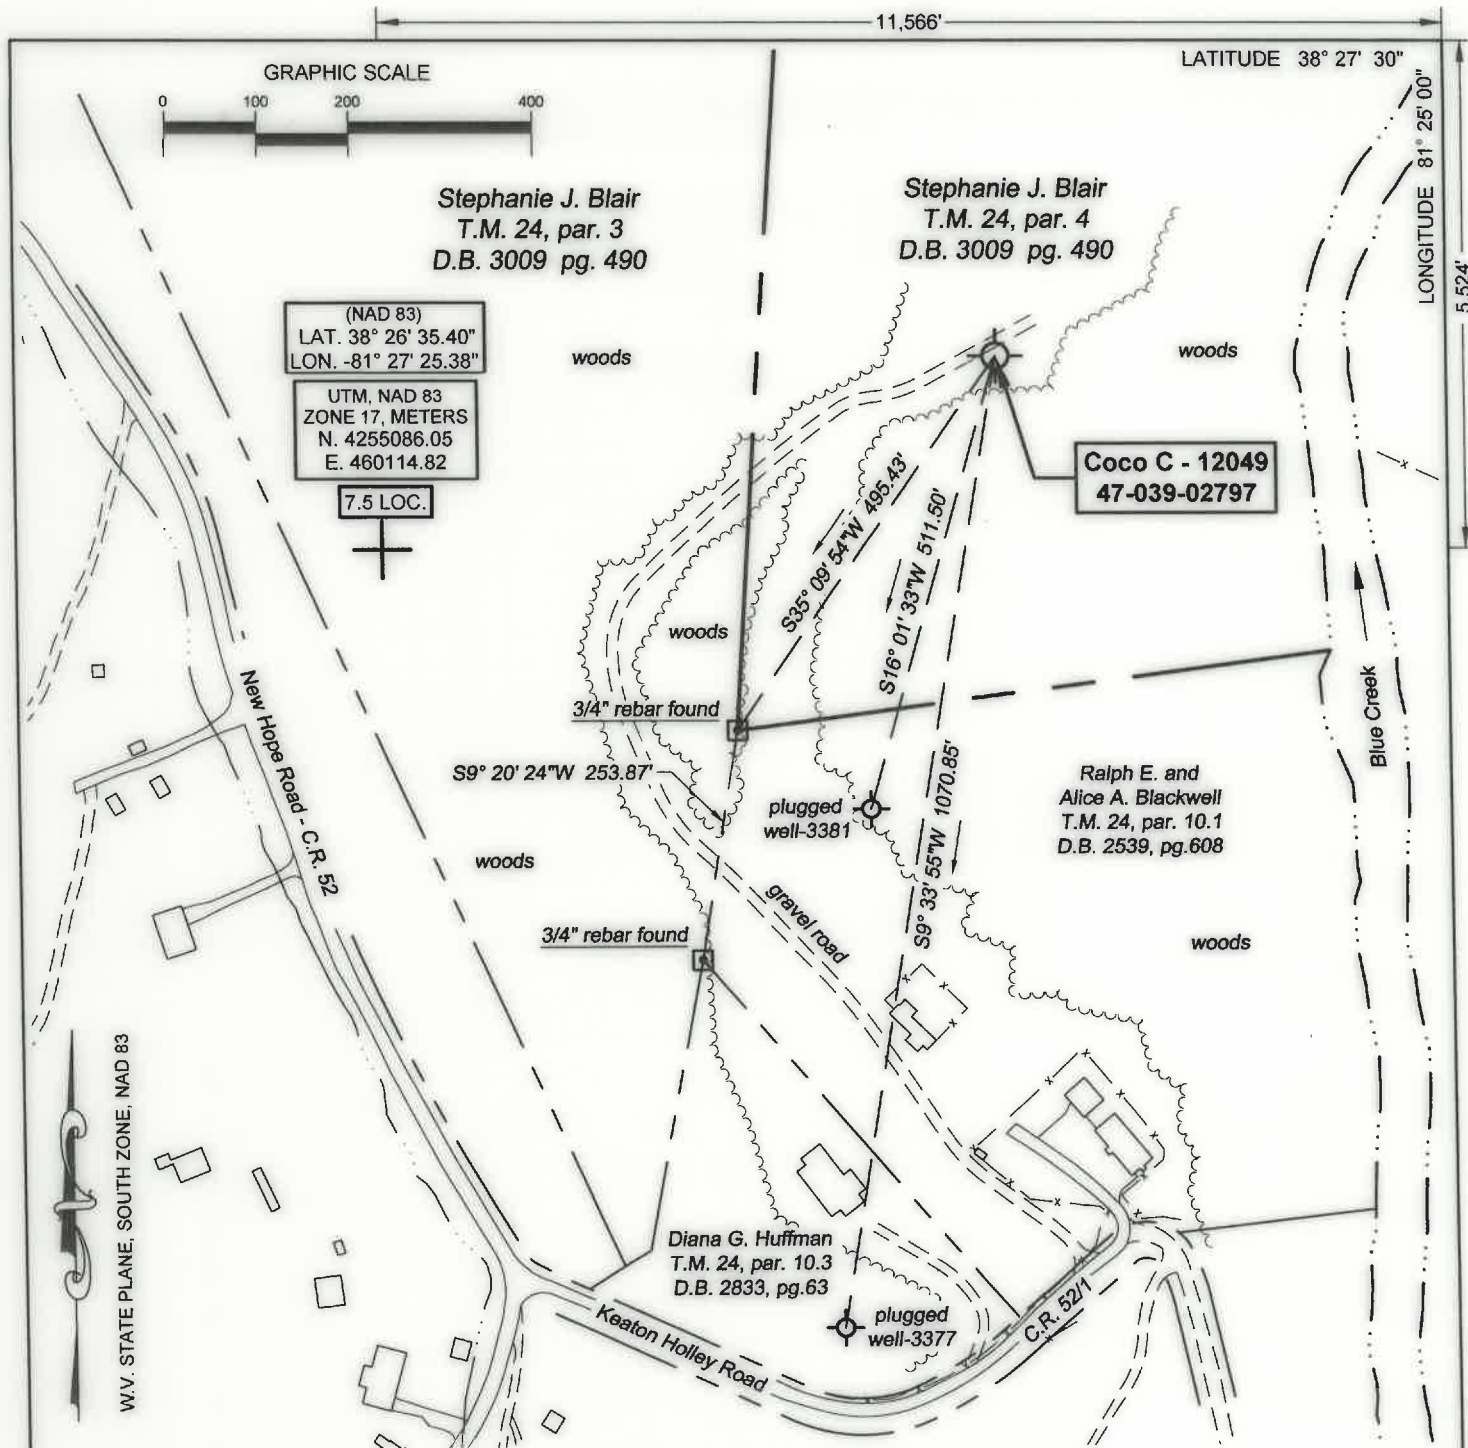 11,566'
LATITUDE 38° 27' 30"
LONGITUDE 81° 25' 00"
5,524'
GRAPHIC SCALE
0 100 200 400
Stephanie J. Blair
T.M. 24, par. 3
D.B. 3009 pg. 490
Stephanie J. Blair
T.M. 24, par. 4
D.B. 3009 pg. 490
(NAD 83)
LAT. 38° 26' 35.40"
LON. -81° 27' 25.38"
UTM, NAD 83
ZONE 17, METERS
N. 4255086.05
E. 460114.82
7.5 LOC.
woods
woods
Coco C - 12049
47-039-02797
S35° 09' 54"W 495.43'
S16° 01' 33"W 511.50'
S9° 33' 55"W 1070.85'
woods
3/4" rebar found
S9° 20' 24"W 253.87'
New Hope Road - C.R. 52
Blue Creek
plugged
well-3381
Ralph E. and
Alice A. Blackwell
T.M. 24, par. 10.1
D.B. 2539, pg.608
woods
gravel road
3/4" rebar found
woods
W.V. STATE PLANE, SOUTH ZONE, NAD 83
Diana G. Huffman
T.M. 24, par. 10.3
D.B. 2833, pg.63
plugged
well-3377
Keaton Holley Road
C.R. 52/1
x
x
x
x
x
x
x
x
x
x
x
x